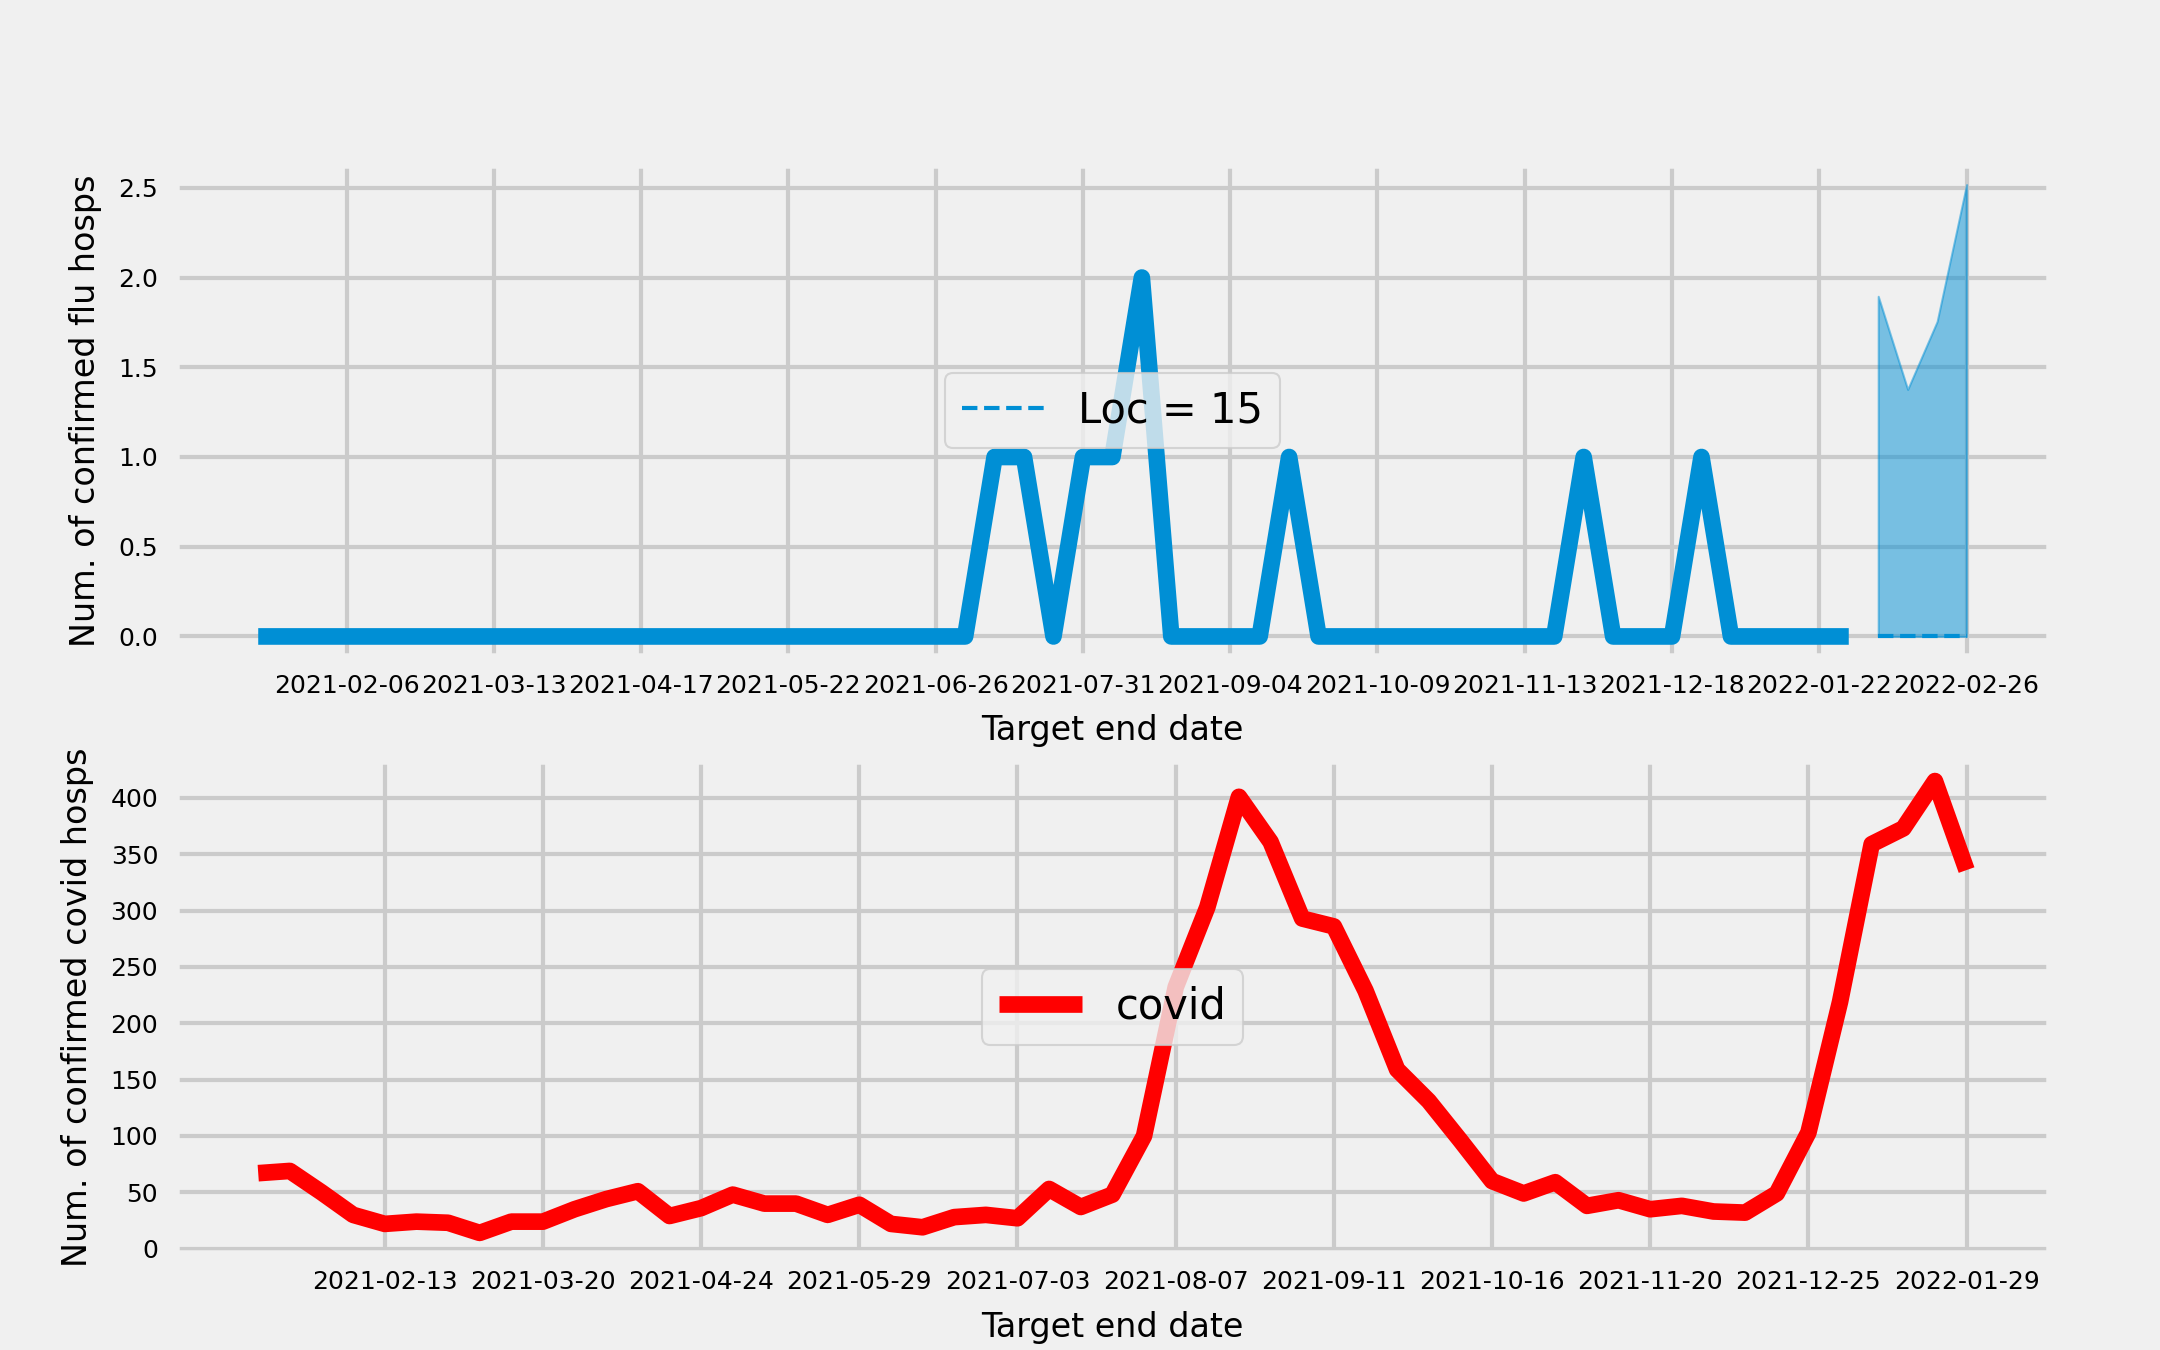 Num. of confirmed flu hosps
2.5
2.0
1.5
1.0
0.5
0.0
Loc = 15
2021-02-06 2021-03-13 2021-04-17 2021-05-22 2021-06-26 2021-07-31 2021-09-04 2021-10-09 2021-11-13 2021-12-18 2022-01-22 2022-02-26
Target end date
Num. of confirmed covid hosps
400
350
300
250
200
150
100
50
0
covid
2021-02-13 2021-03-20 2021-04-24 2021-05-29 2021-07-03 2021-08-07 2021-09-11 2021-10-16 2021-11-20 2021-12-25 2022-01-29
Target end date